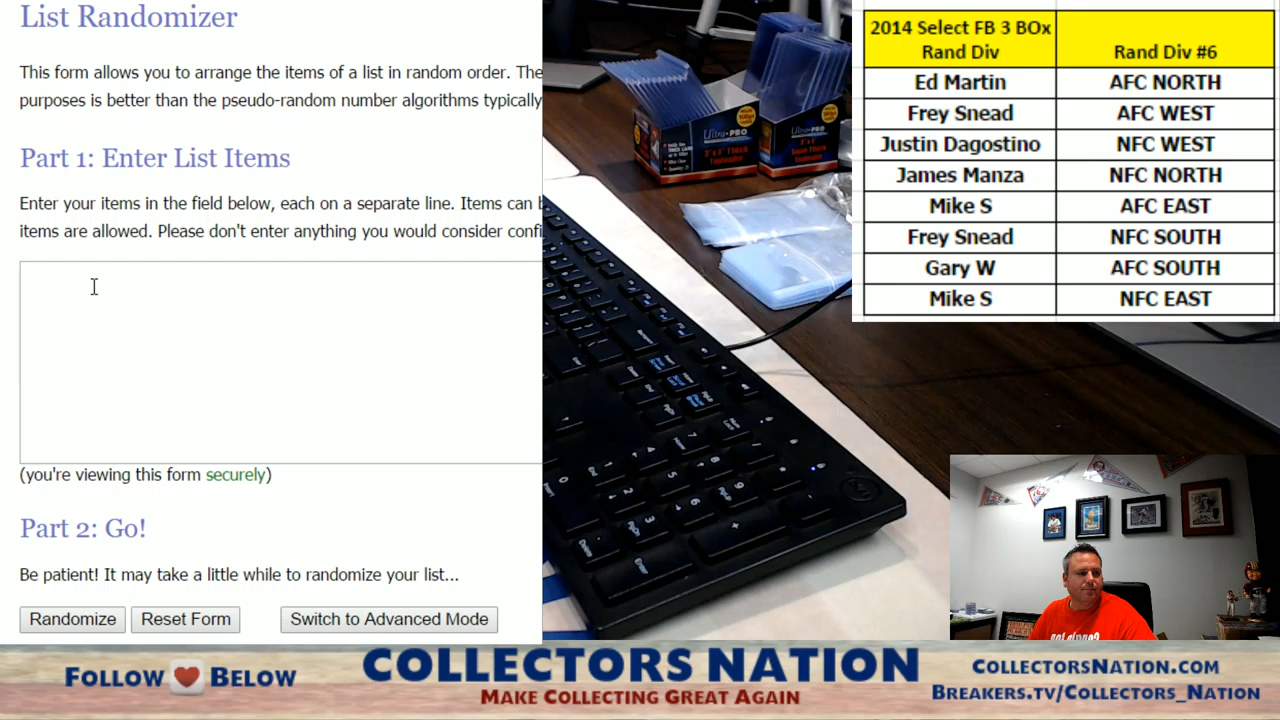 List Randomizer
This form allows you to arrange the items of a list in random order. The
purposes is better than the pseudo-random number algorithms typically
Part 1: Enter List Items
Enter your items in the field below, each on a separate line. Items can b
items are allowed. Please don't enter anything you would consider confi
(you're viewing this form securely)
Part 2: Go!
Be patient! It may take a little while to randomize your list...
Randomize Reset Form Switch to Advanced Mode
2014 Select FB 3 BOx
Rand Div Rand Div #6
Ed Martin AFC NORTH
Frey Snead AFC WEST
Justin Dagostino NFC WEST
James Manza NFC NORTH
Mike S AFC EAST
Frey Snead NFC SOUTH
Gary W AFC SOUTH
Mike S NFC EAST
Ultra PRO
Ultra PRO
FOLLOW BELOW
COLLECTORS NATION
MAKE COLLECTING GREAT AGAIN
COLLECTORSNATION.COM
BREAKERS.TV/COLLECTORS_NATION